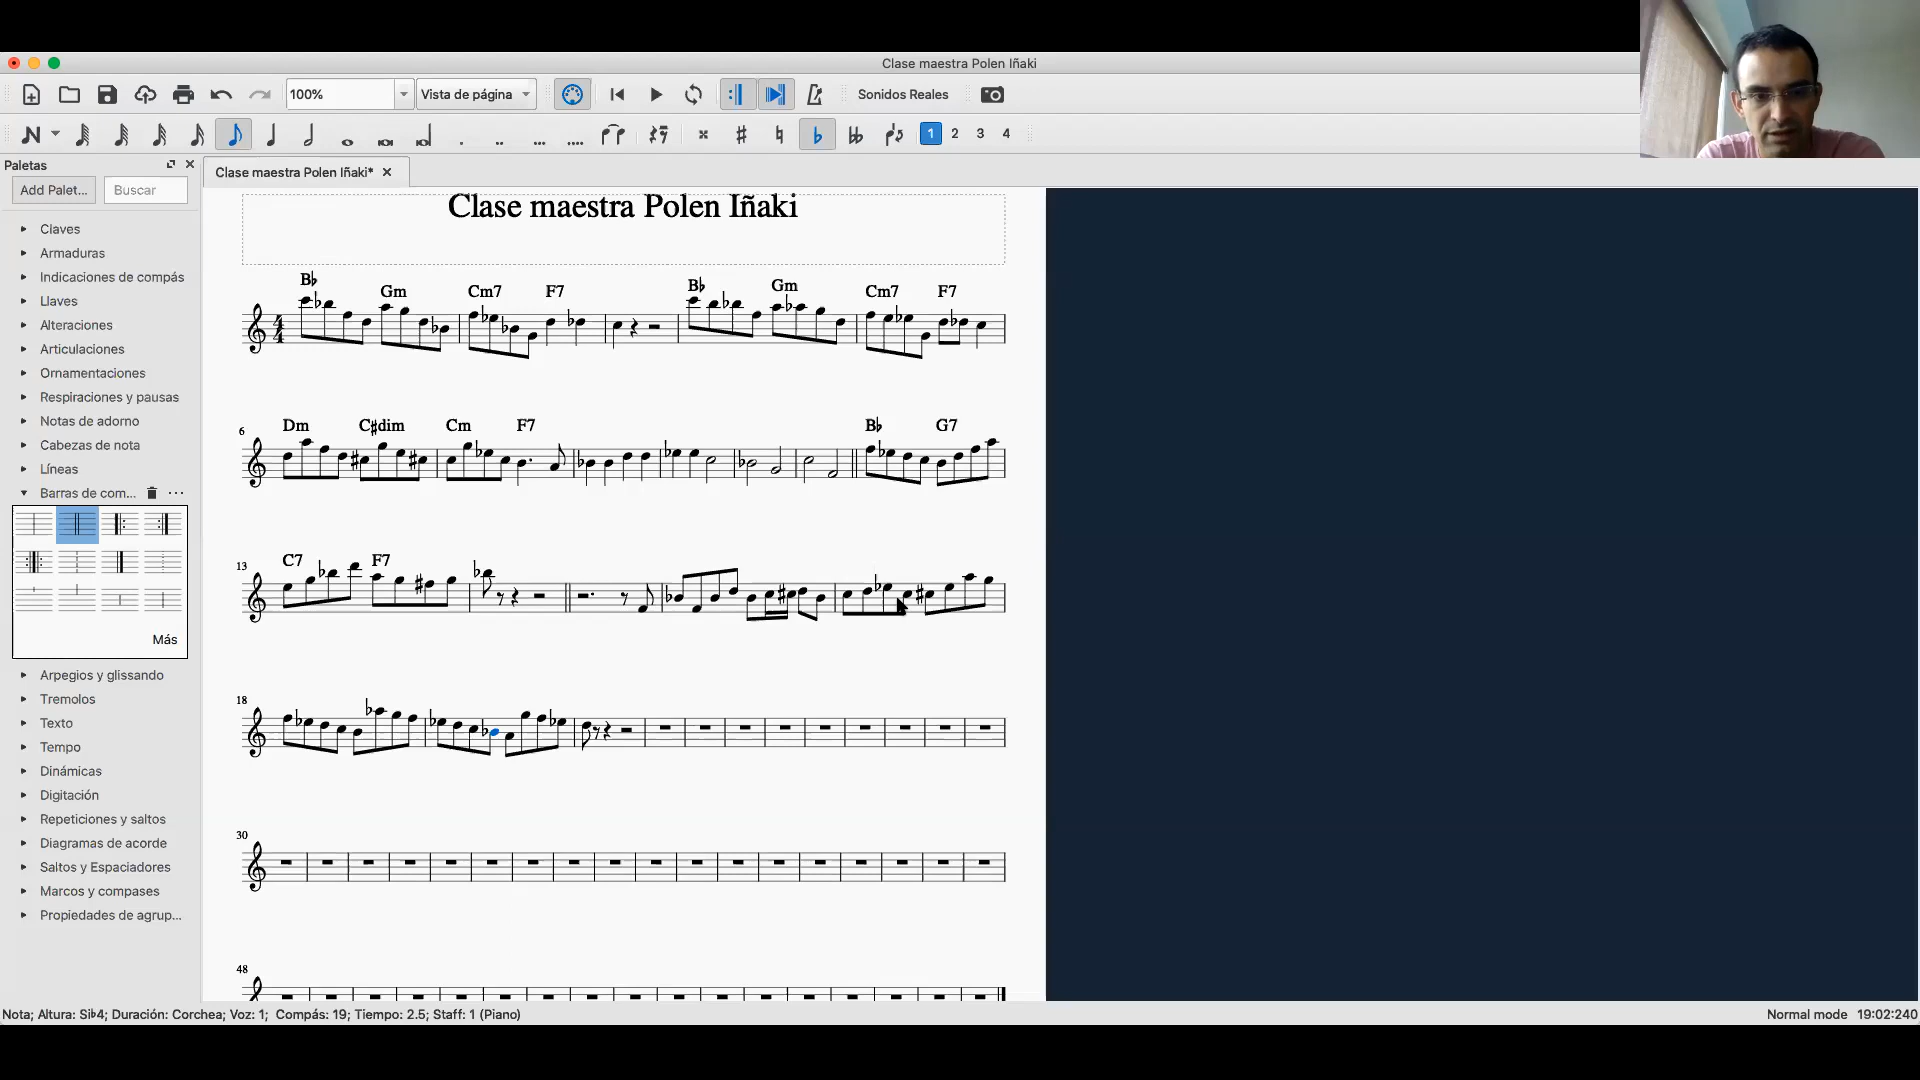 Clase maestra Polen Iñaki
100%
Vista de página
Sonidos Reales
1 2 3 4
Paletas
Clase maestra Polen Iñaki*
Add Palet...
Buscar
Claves
Armaduras
Indicaciones de compás
Llaves
Alteraciones
Articulaciones
Ornamentaciones
Respiraciones y pausas
Notas de adorno
Cabezas de nota
Líneas
Barras de com...
Más
Arpegios y glissando
Tremolos
Texto
Tempo
Dinámicas
Digitación
Repeticiones y saltos
Diagramas de acorde
Saltos y Espaciadores
Marcos y compases
Propiedades de agrup...
Clase maestra Polen Iñaki
B♭ Gm Cm7 F7 B♭ Gm Cm7 F7
4
4
Dm C♯dim Cm F7 B♭ G7
6
C7 F7
13
18
30
48
Nota; Altura: Si♭4; Duración: Corchea; Voz: 1; Compás: 19; Tiempo: 2.5; Staff: 1 (Piano)
Normal mode 19:02:240